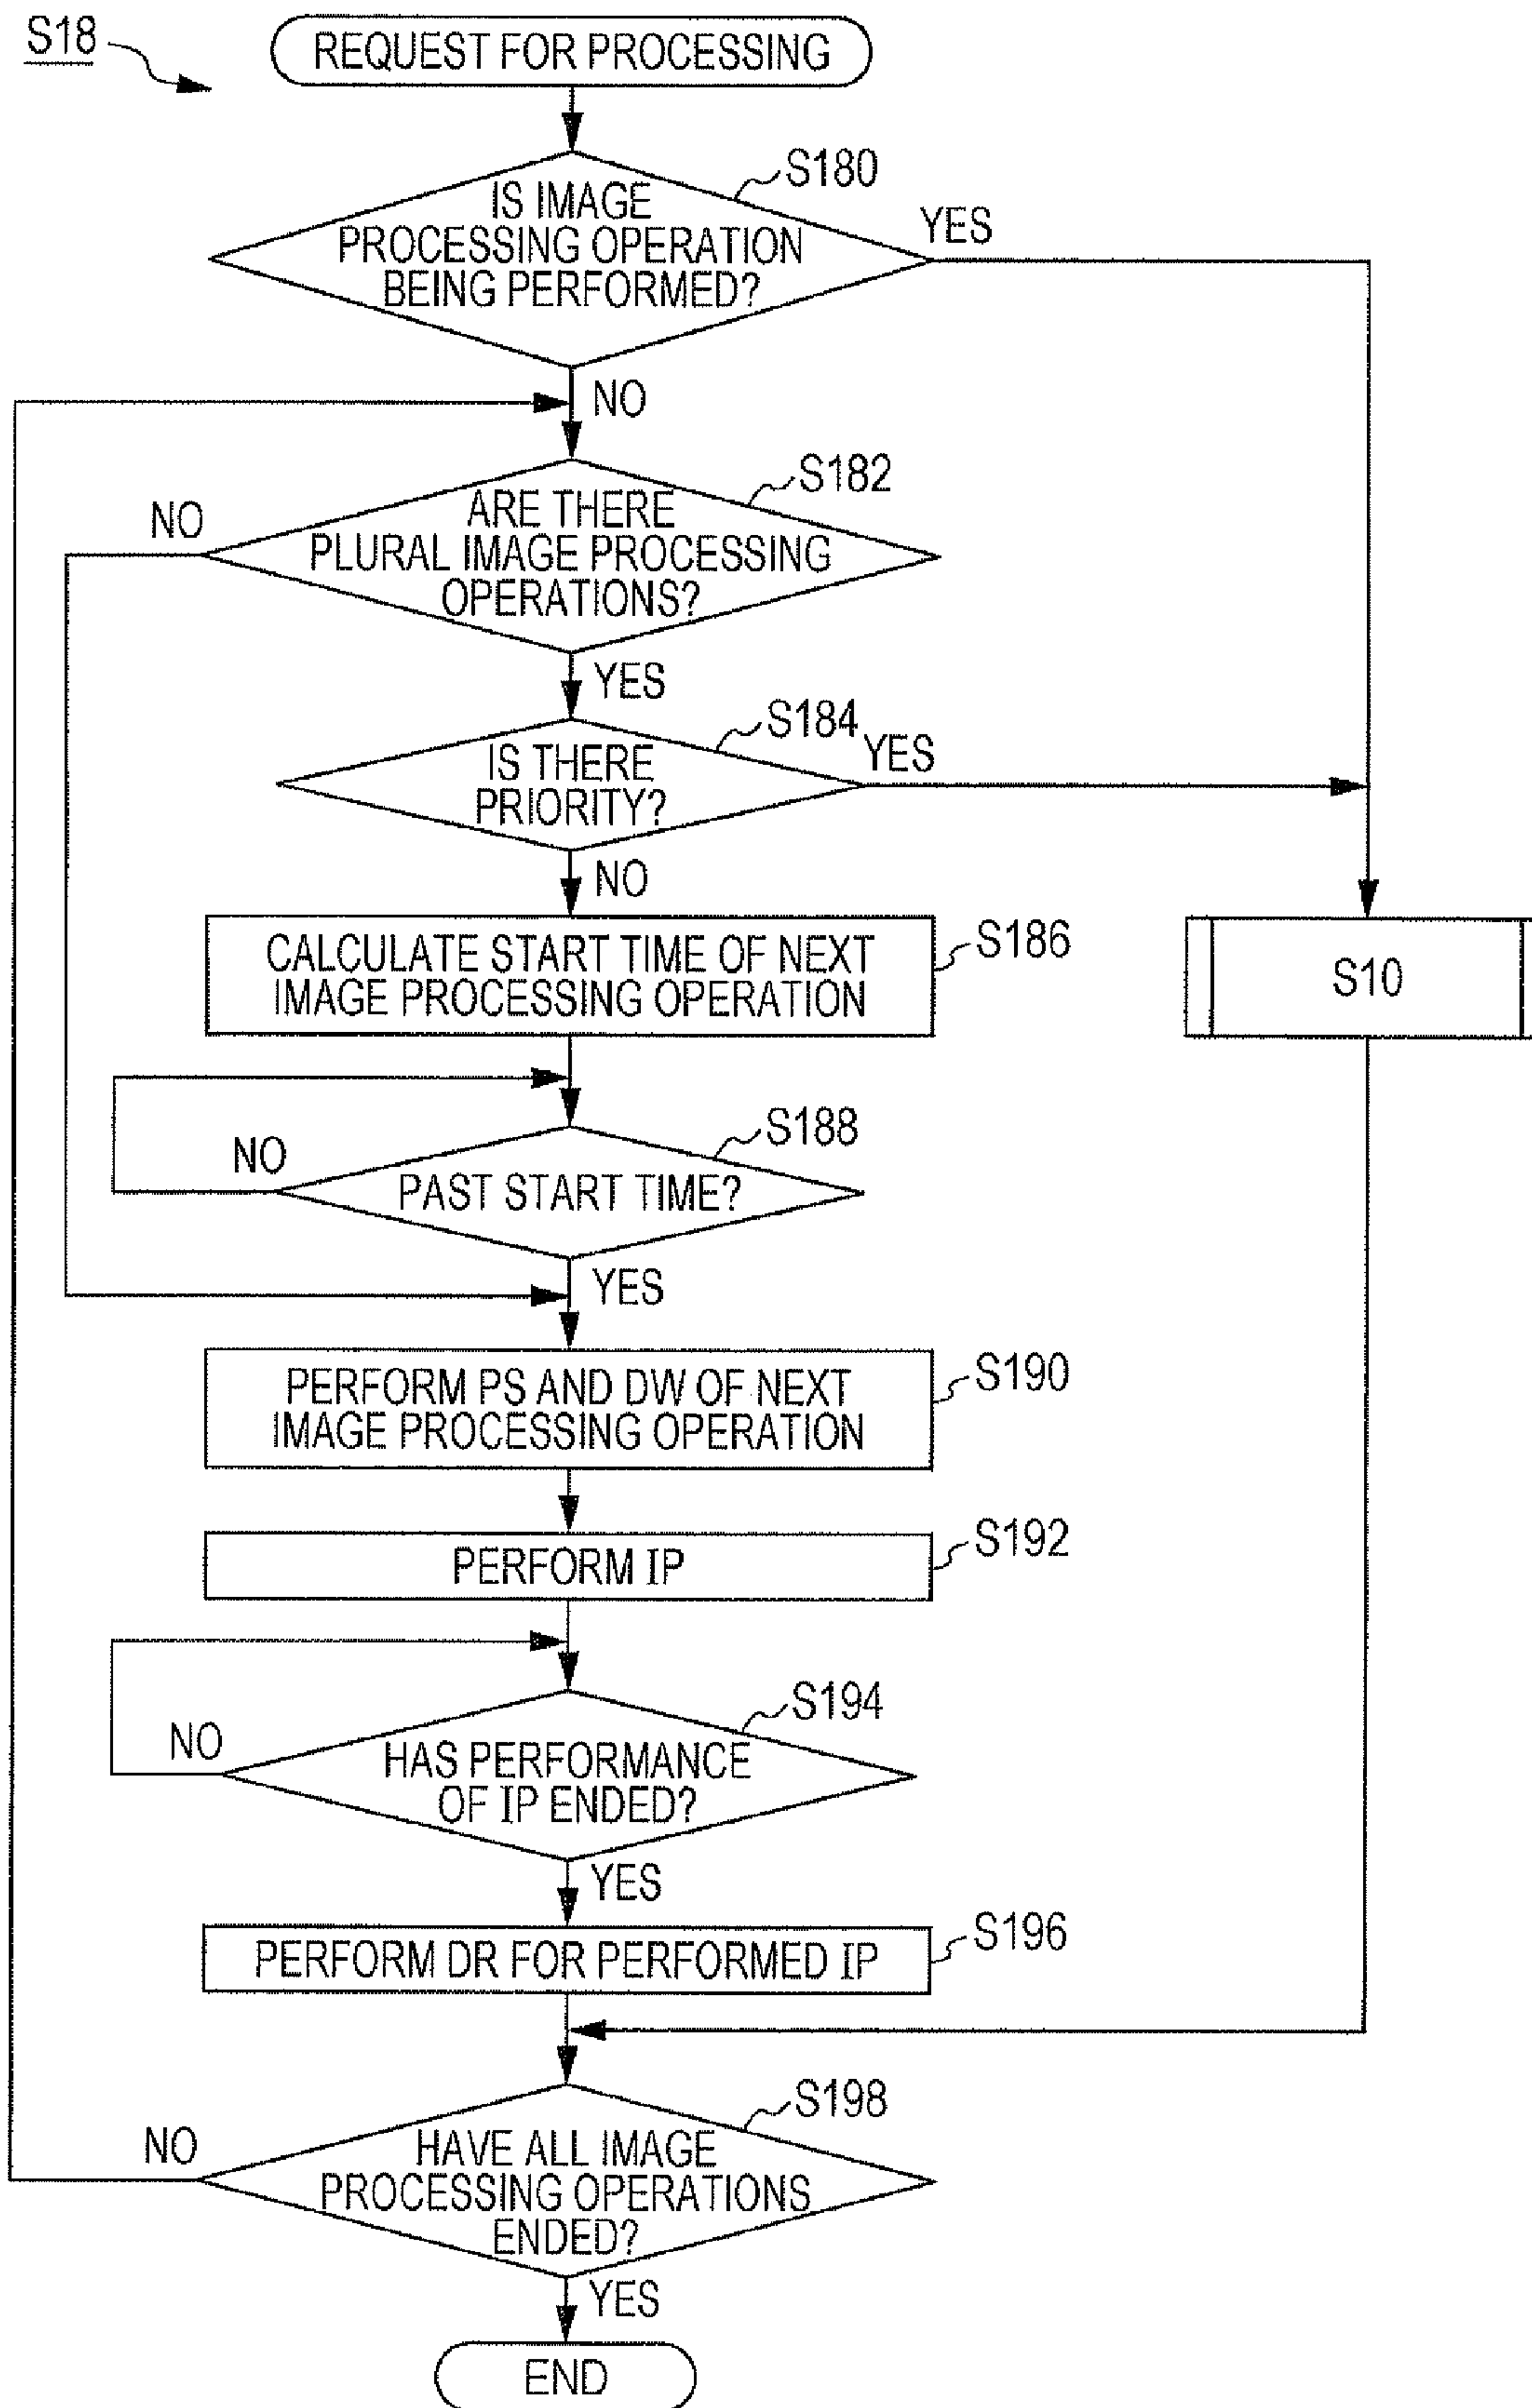 S18
REQUEST FOR PROCESSING
S180
IS IMAGE
PROCESSING OPERATION
BEING PERFORMED?
YES
NO
S182
ARE THERE
PLURAL IMAGE PROCESSING
OPERATIONS?
NO
YES
S184
IS THERE
PRIORITY?
YES
NO
S186
CALCULATE START TIME OF NEXT
IMAGE PROCESSING OPERATION
S10
S188
NO
PAST START TIME?
YES
S190
PERFORM PS AND DW OF NEXT
IMAGE PROCESSING OPERATION
S192
PERFORM IP
S194
NO
HAS PERFORMANCE
OF IP ENDED?
YES
S196
PERFORM DR FOR PERFORMED IP
S198
NO
HAVE ALL IMAGE
PROCESSING OPERATIONS
ENDED?
YES
END